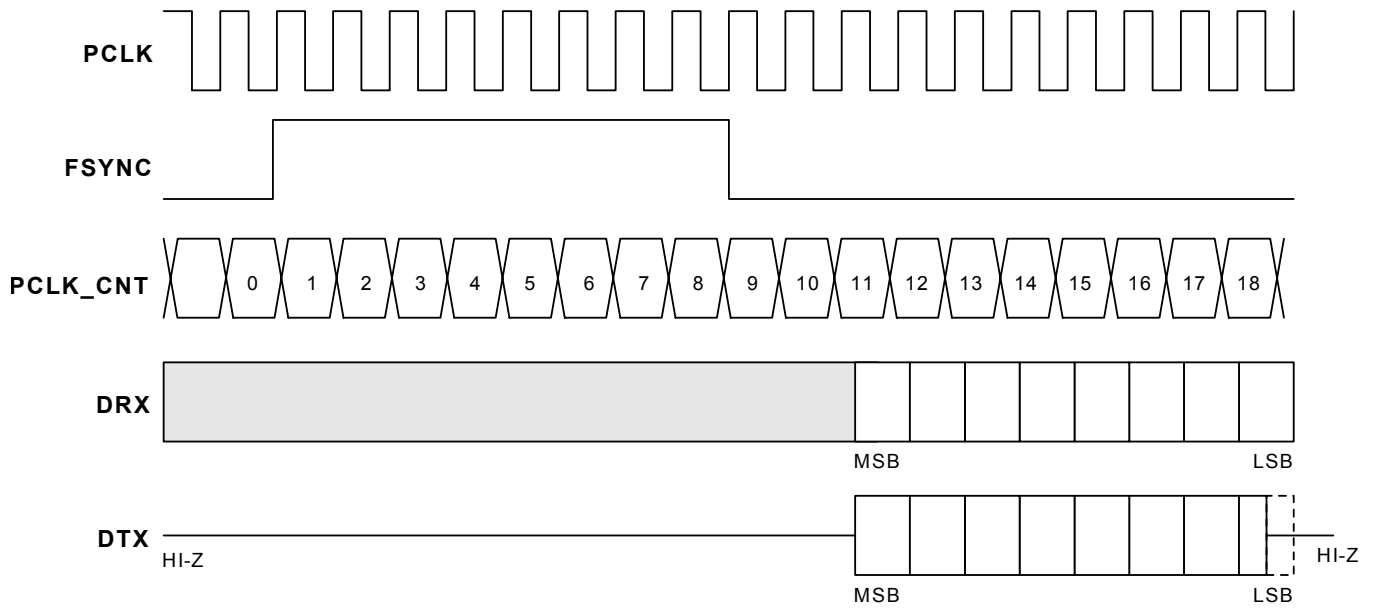 PCLK
FSYNC
PCLK_CNT 0 1 2 3 4 5 6 7 8 9 10 11 12 13 14 15 16 17 18
DRX
MSB LSB
DTX
HI-Z HI-Z
MSB LSB